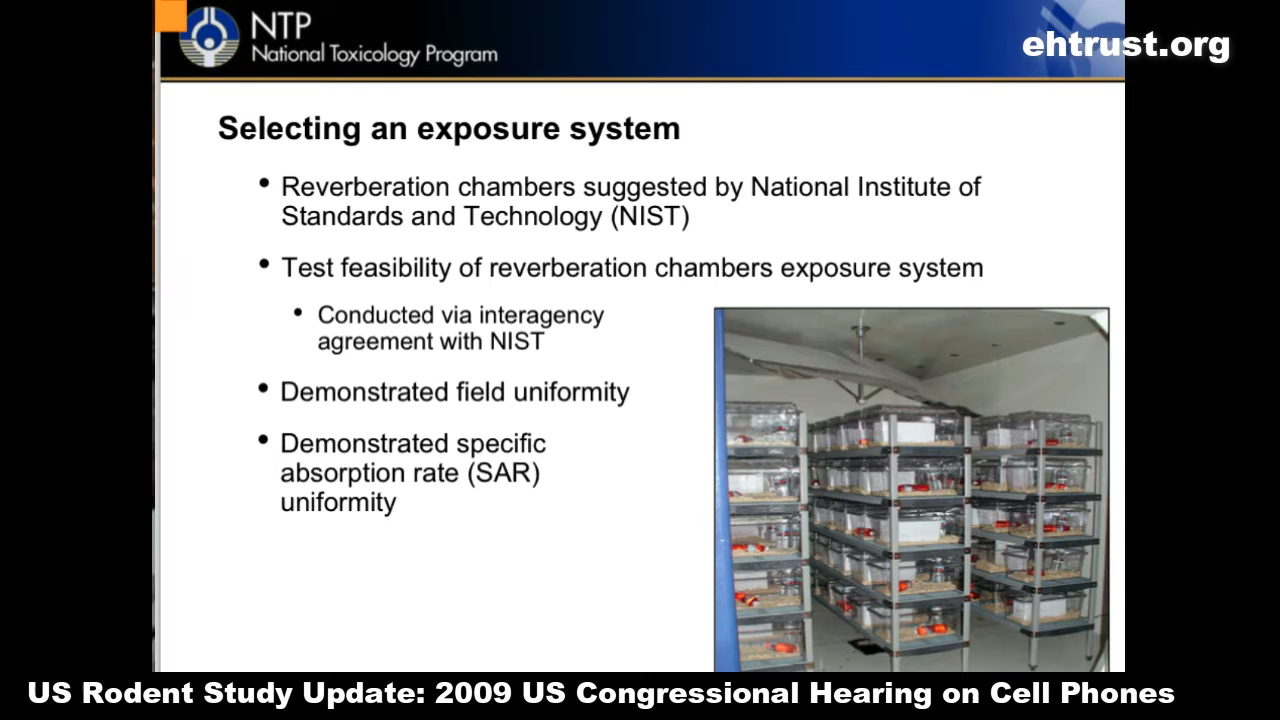 NTP
National Toxicology Program
ehtrust.org
Selecting an exposure system
• Reverberation chambers suggested by National Institute of
Standards and Technology (NIST)
• Test feasibility of reverberation chambers exposure system
• Conducted via interagency
agreement with NIST
• Demonstrated field uniformity
• Demonstrated specific
absorption rate (SAR)
uniformity
US Rodent Study Update: 2009 US Congressional Hearing on Cell Phones